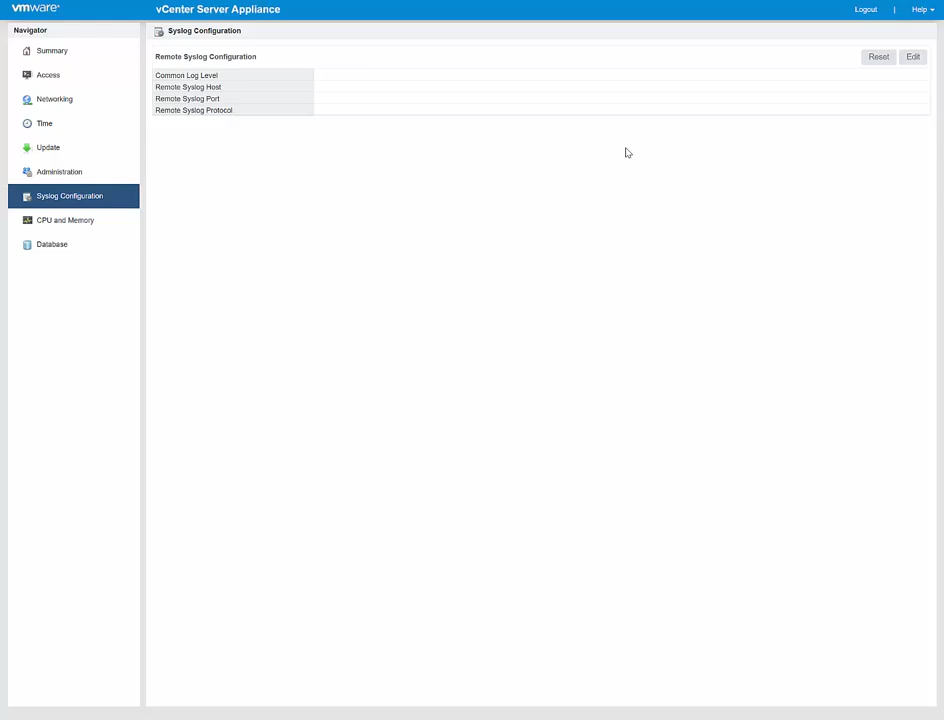 vmware
vCenter Server Appliance
Logout | Help
Navigator
Summary
Access
Networking
Time
Update
Administration
Syslog Configuration
CPU and Memory
Database
Syslog Configuration
Remote Syslog Configuration
Reset
Edit
Common Log Level
Remote Syslog Host
Remote Syslog Port
Remote Syslog Protocol